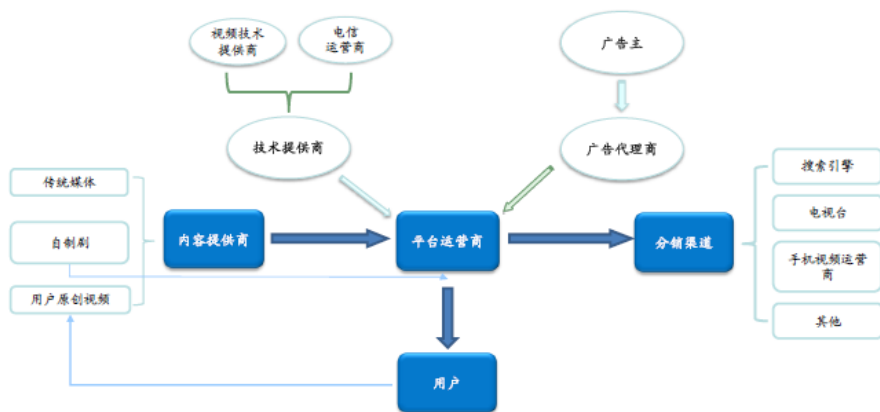 视频技术
提供商
电信
运营商
广告主
技术提供商
广告代理商
传统媒体
自制剧
用户原创视频
内容提供商
平台运营商
分销渠道
搜索引擎
电视台
手机视频运营
商
其他
用户